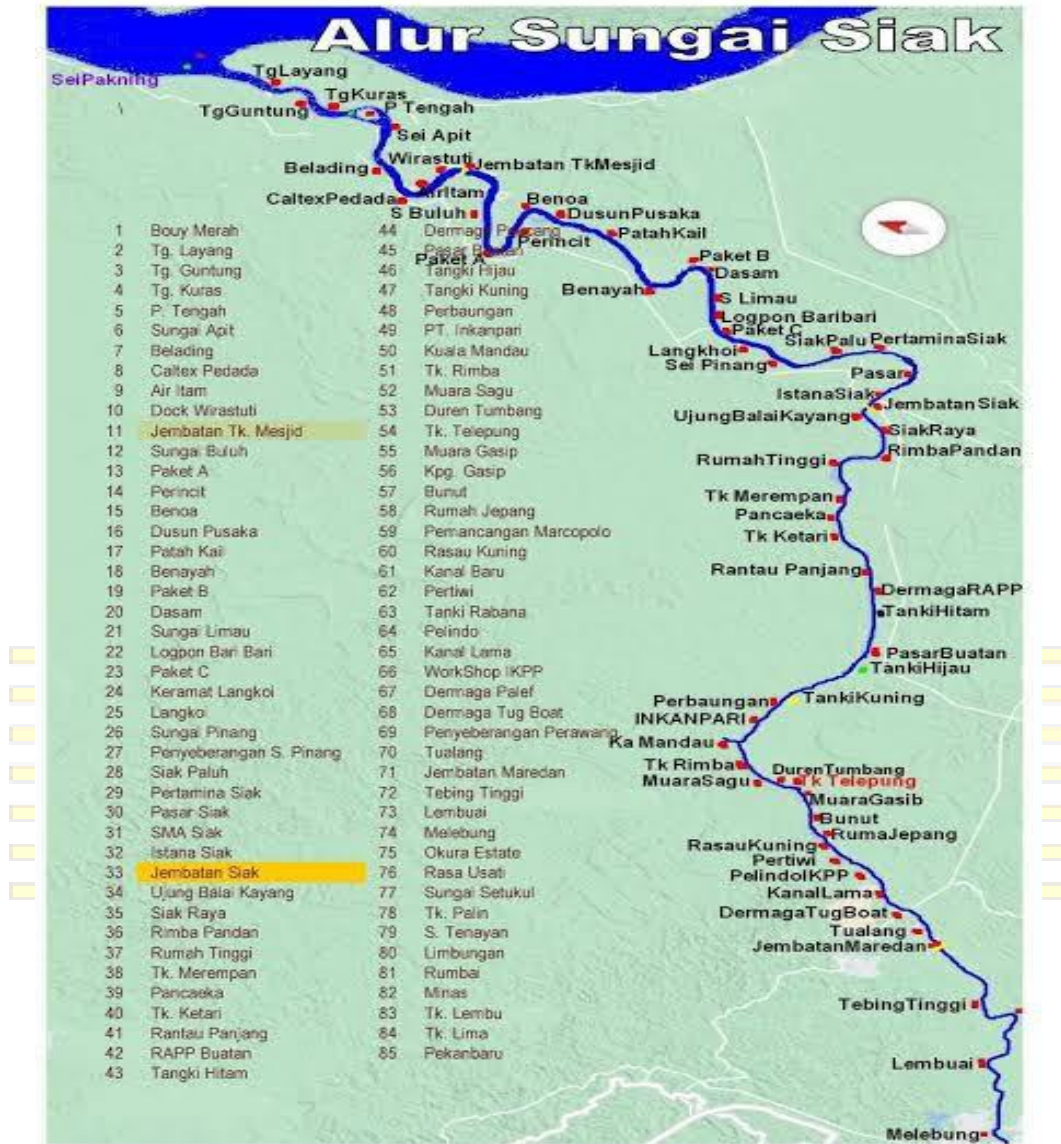 Alur Sungai Siak
SeiPakning
TgLayang
TgGuntung
TgKuras
P Tengah
Sei Apit
Belading
Wirastuti
Jembatan TkMesjid
CaltexPedada
AirItam
S Buluh
Benoa
DusunPusaka
Perincit
PatahKail
Paket A
Paket B
Dasam
Benayah
S Limau
Logpon Baribari
Paket C
Langkhoi
SiakPalu
PertaminaSiak
Sei Pinang
Pasar
IstanaSiak
JembatanSiak
UjungBalaiKayang
SiakRaya
RimbaPandan
RumahTinggi
Tk Merempan
Pancaeka
Tk Ketari
Rantau Panjang
DermagaRAPP
TankiHitam
PasarBuatan
TankiHijau
Perbaungan
TankiKuning
INKANPARI
Ka Mandau
Tk Rimba
DurenTumbang
MuaraSagu
Tk Telepung
MuaraGasib
Bunut
RumaJepang
RasauKuning
Pertiwi
PelindoIKPP
KanalLama
DermagaTugBoat
Tualang
JembatanMaredan
TebingTinggi
Lembuai
Melebung
1 Bouy Merah
2 Tg. Layang
3 Tg. Guntung
4 Tg. Kuras
5 P. Tengah
6 Sungai Apit
7 Belading
8 Caltex Pedada
9 Air Itam
10 Dock Wirastuti
11 Jembatan Tk. Mesjid
12 Sungai Buluh
13 Paket A
14 Perincit
15 Benoa
16 Dusun Pusaka
17 Patah Kail
18 Benayah
19 Paket B
20 Dasam
21 Sungai Limau
22 Logpon Bari Bari
23 Paket C
24 Keramat Langkoi
25 Langkoi
26 Sungai Pinang
27 Penyeberangan S. Pinang
28 Siak Paluh
29 Pertamina Siak
30 Pasar Siak
31 SMA Siak
32 Istana Siak
33 Jembatan Siak
34 Ujung Balai Kayang
35 Siak Raya
36 Rimba Pandan
37 Rumah Tinggi
38 Tk. Merempan
39 Pancaeka
40 Tk. Ketari
41 Rantau Panjang
42 RAPP Buatan
43 Tangki Hitam
44 Dermaga
45 Pasar
46 Tangki Hijau
47 Tangki Kuning
48 Perbaungan
49 PT. Inkanpari
50 Kuala Mandau
51 Tk. Rimba
52 Muara Sagu
53 Duren Tumbang
54 Tk. Telepung
55 Muara Gasip
56 Kpg. Gasip
57 Bunut
58 Rumah Jepang
59 Pemancangan Marcopolo
60 Rasau Kuning
61 Kanal Baru
62 Pertiwi
63 Tanki Rabana
64 Pelindo
65 Kanal Lama
66 WorkShop IKPP
67 Dermaga Palef
68 Dermaga Tug Boat
69 Penyeberangan Perawang
70 Tualang
71 Jembatan Maredan
72 Tebing Tinggi
73 Lembuai
74 Melebung
75 Okura Estate
76 Rasa Usati
77 Sungai Setukul
78 Tk. Palin
79 S. Tenayan
80 Limbungan
81 Rumbai
82 Minas
83 Tk. Lembu
84 Tk. Lima
85 Pekanbaru